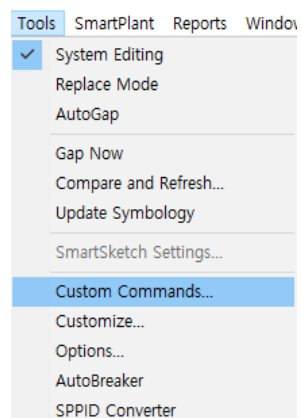 Tools SmartPlant Reports Window
System Editing
Replace Mode
AutoGap
Gap Now
Compare and Refresh...
Update Symbology
SmartSketch Settings...
Custom Commands...
Customize...
Options...
AutoBreaker
SPPID Converter